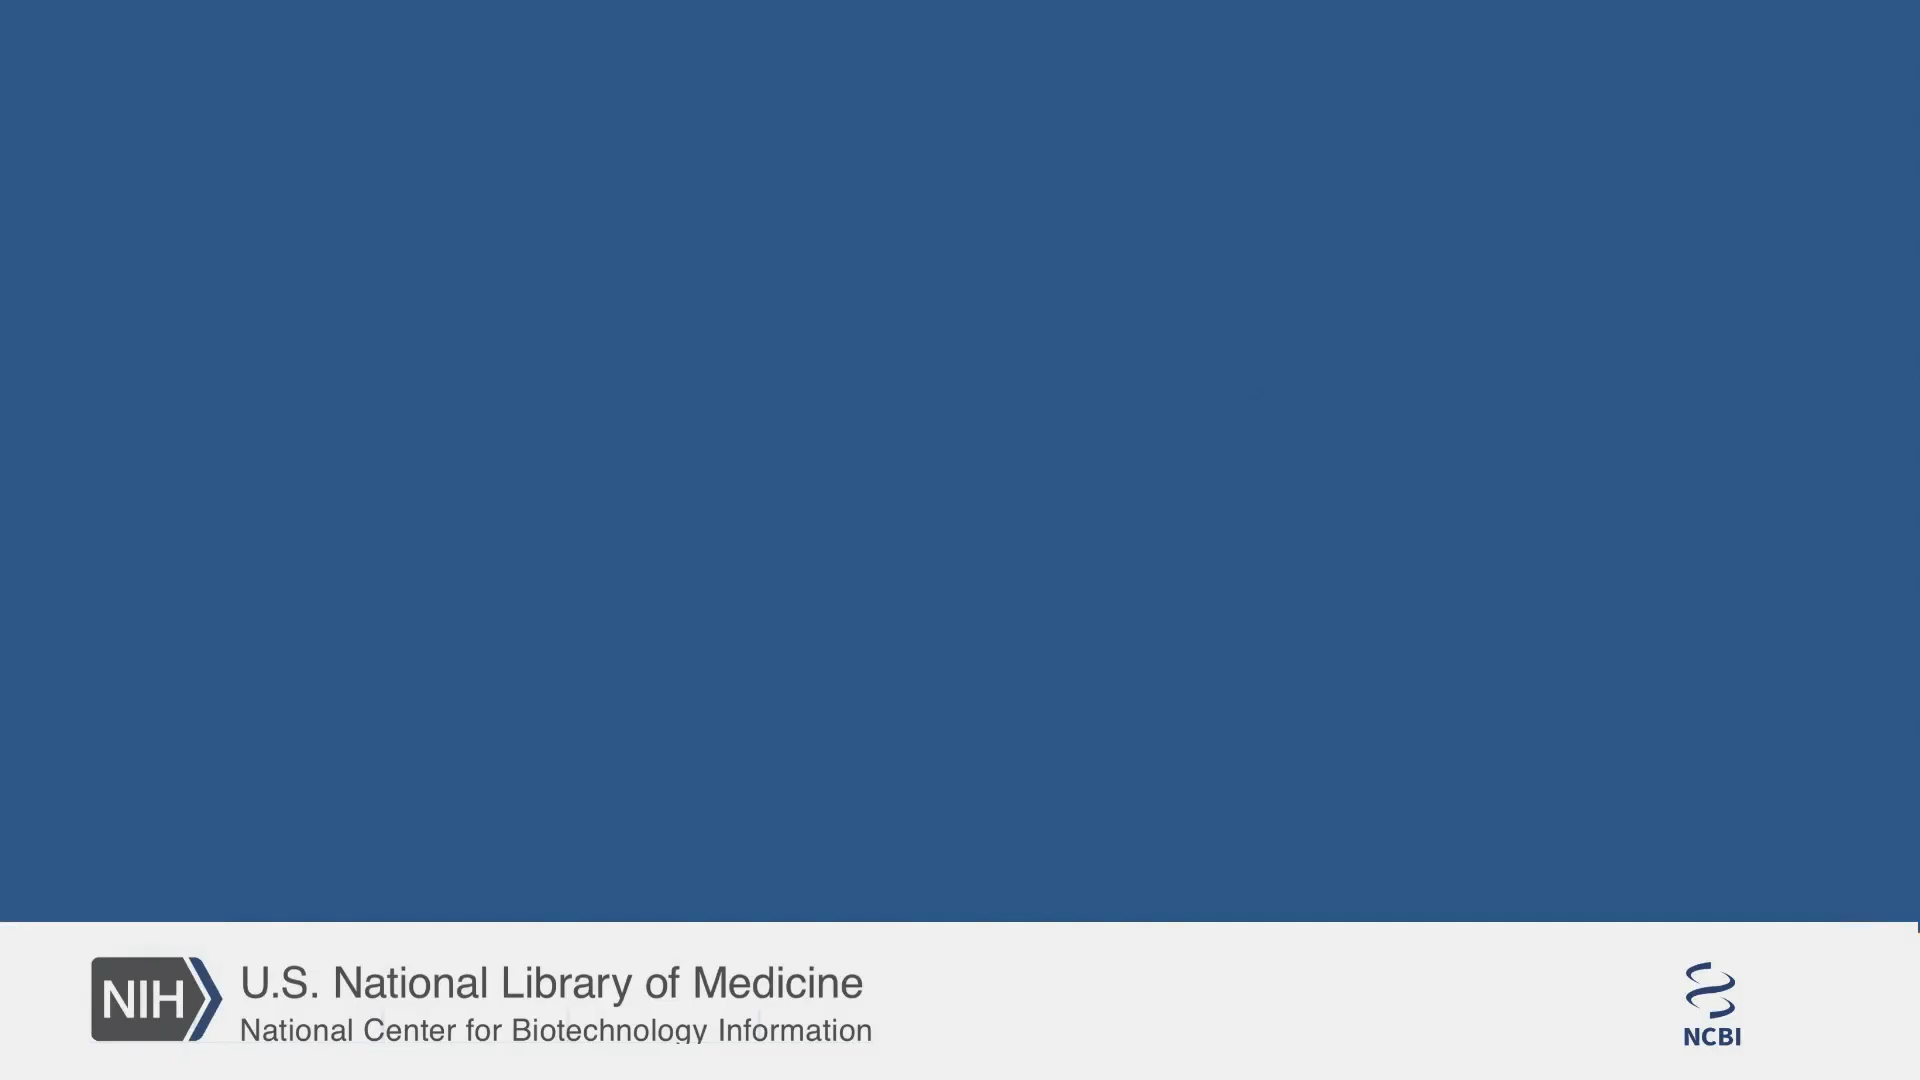 NIH
U.S. National Library of Medicine
National Center for Biotechnology Information
NCBI